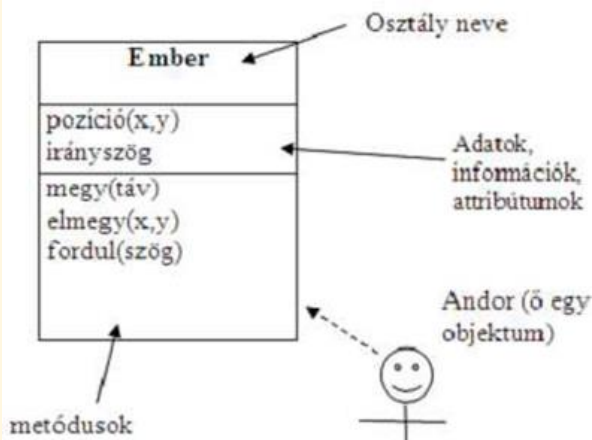 Osztály neve
Ember
pozíció(x,y)
irányszög
Adatok,
információk,
attribútumok
megy(táv)
elmegy(x,y)
fordul(szög)
Andor (ő egy
objektum)
metódusok